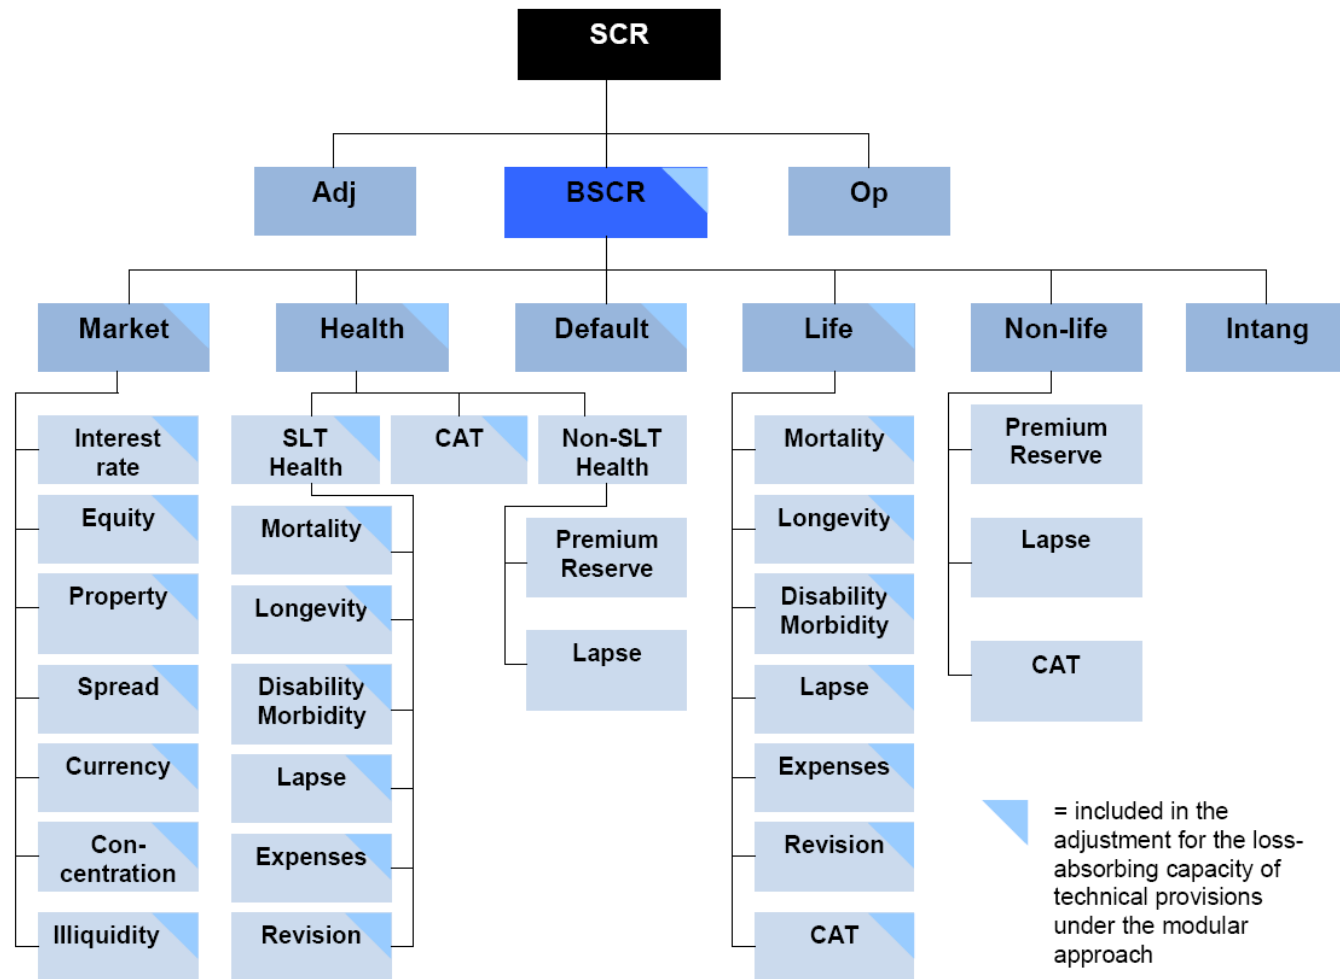 SCR
Adj
BSCR
Op
Market
Health
Default
Life
Non-life
Intang
Interest
rate
Equity
Property
Spread
Currency
Con-
centration
Illiquidity
SLT
Health
CAT
Non-SLT
Health
Mortality
Longevity
Disability
Morbidity
Lapse
Expenses
Revision
Premium
Reserve
Lapse
Mortality
Longevity
Disability
Morbidity
Lapse
Expenses
Revision
CAT
Premium
Reserve
Lapse
CAT
= included in the
adjustment for the loss-
absorbing capacity of
technical provisions
under the modular
approach